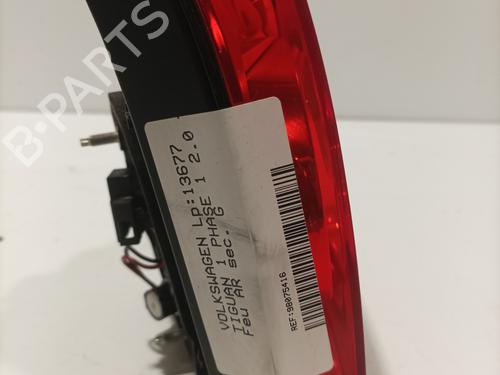 B-PARTS
VOLKSWAGEN LP:13677
TIGUAN 1 PHASE 1 2.0
Feu AR sec. G
REF:98075416